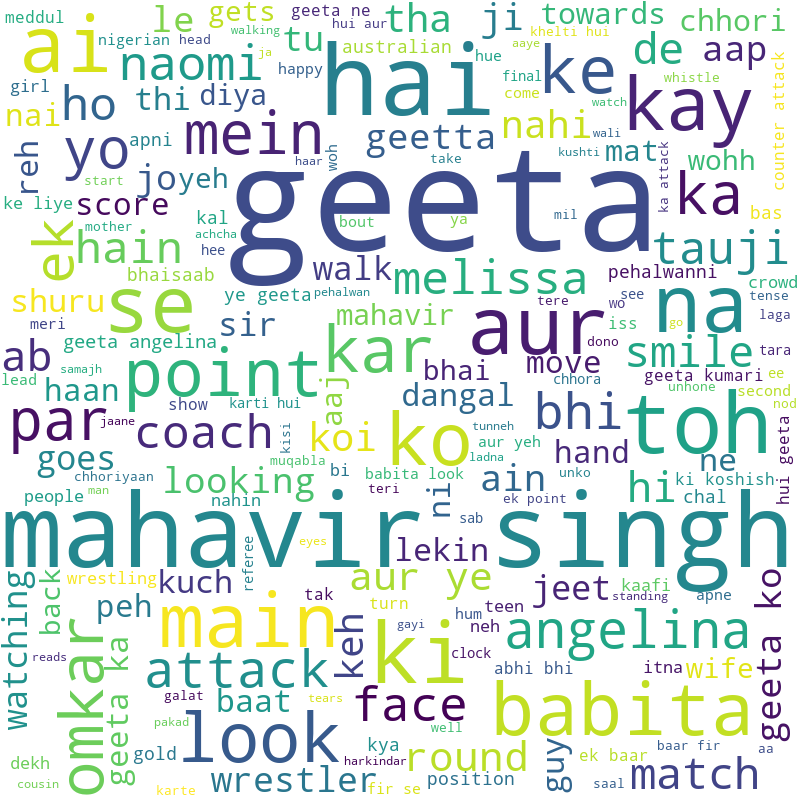 meddul le gets geeta ne hui aur tha ji towards chhori
ai nigerian head walking tu australian khelti hui de aap
naomi ja hai hue aaye ke watch whistle
girl ho thi diya happy final come kay counter attack
nai yo apni mein haar woh geetta take nahi wali kushti mat wohh ka attack
reh joyeh geeta ka bas
ke liye start score kal bout ya mil
ek mother hain achcha hee walk melissa tauji
shuru bhaisaab ye geeta pehalwan pehalwanni crowd
meri se sir mahavir tere wo see na tense laga
ab geeta angelina aur iss dono go tara
lead samajh point kar bhai move smile
haan show karti hui aaj dangal chhora geeta kumari ee
par jaane coach kisi koi ko bhi unhone second nod
goes chhoriyaan muqabla tunneh aur yeh hand toh ne hui geeta
people man looking bi babita look ladna ain hi ki koshish
nahin teri ni ek point unko chal
mahavir singh sab
watching back wrestling kuch referee eyes lekin jeet kaafi
peh main tak aur ye teen standing apne geeta ko
reads omkar keh turn hum neh
geeta ka attack gayi ki clock angelina
galat baat tears face abhi bhi itna wife
pakad look well babita
dekh gold kya harkindar round guy ek baar baar fir aa
cousin karte wrestler fir se position saal match